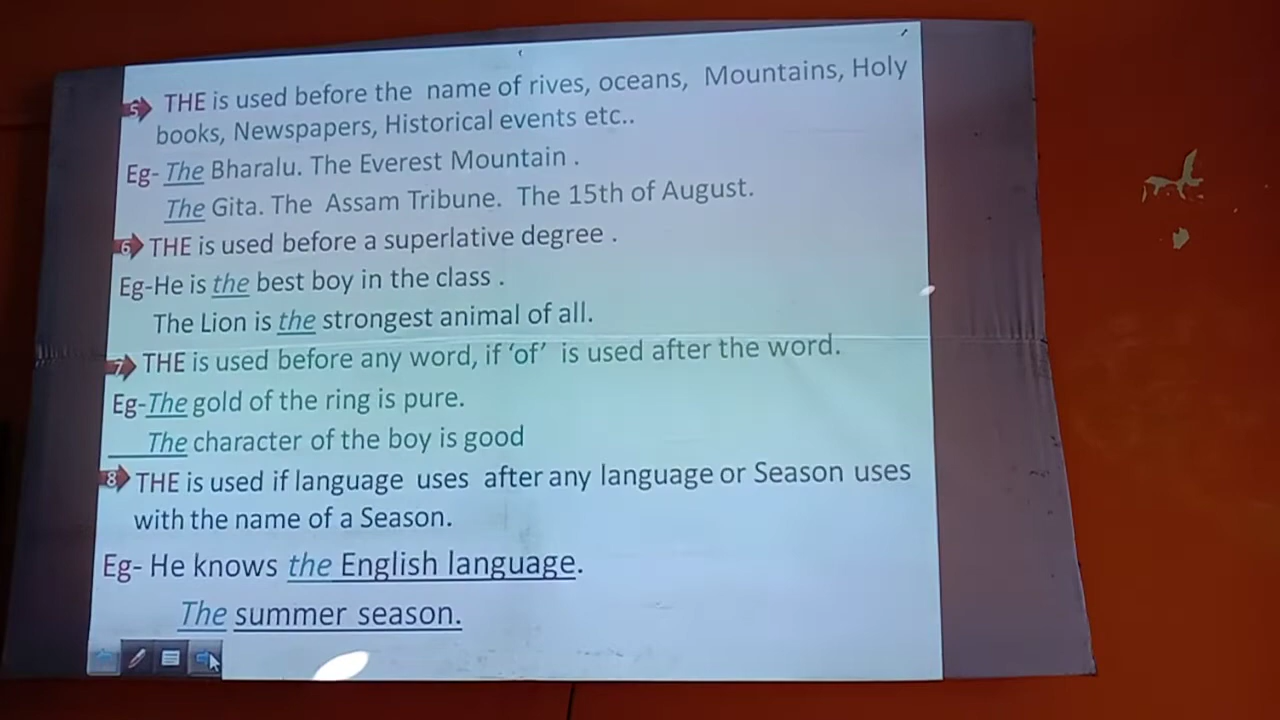 5 THE is used before the name of rives, oceans, Mountains, Holy
books, Newspapers, Historical events etc..
Eg- The Bharalu. The Everest Mountain .
The Gita. The Assam Tribune. The 15th of August.
6 THE is used before a superlative degree .
Eg-He is the best boy in the class .
The Lion is the strongest animal of all.
7 THE is used before any word, if ‘of’ is used after the word.
Eg-The gold of the ring is pure.
The character of the boy is good
8 THE is used if language uses after any language or Season uses
with the name of a Season.
Eg- He knows the English language.
The summer season.